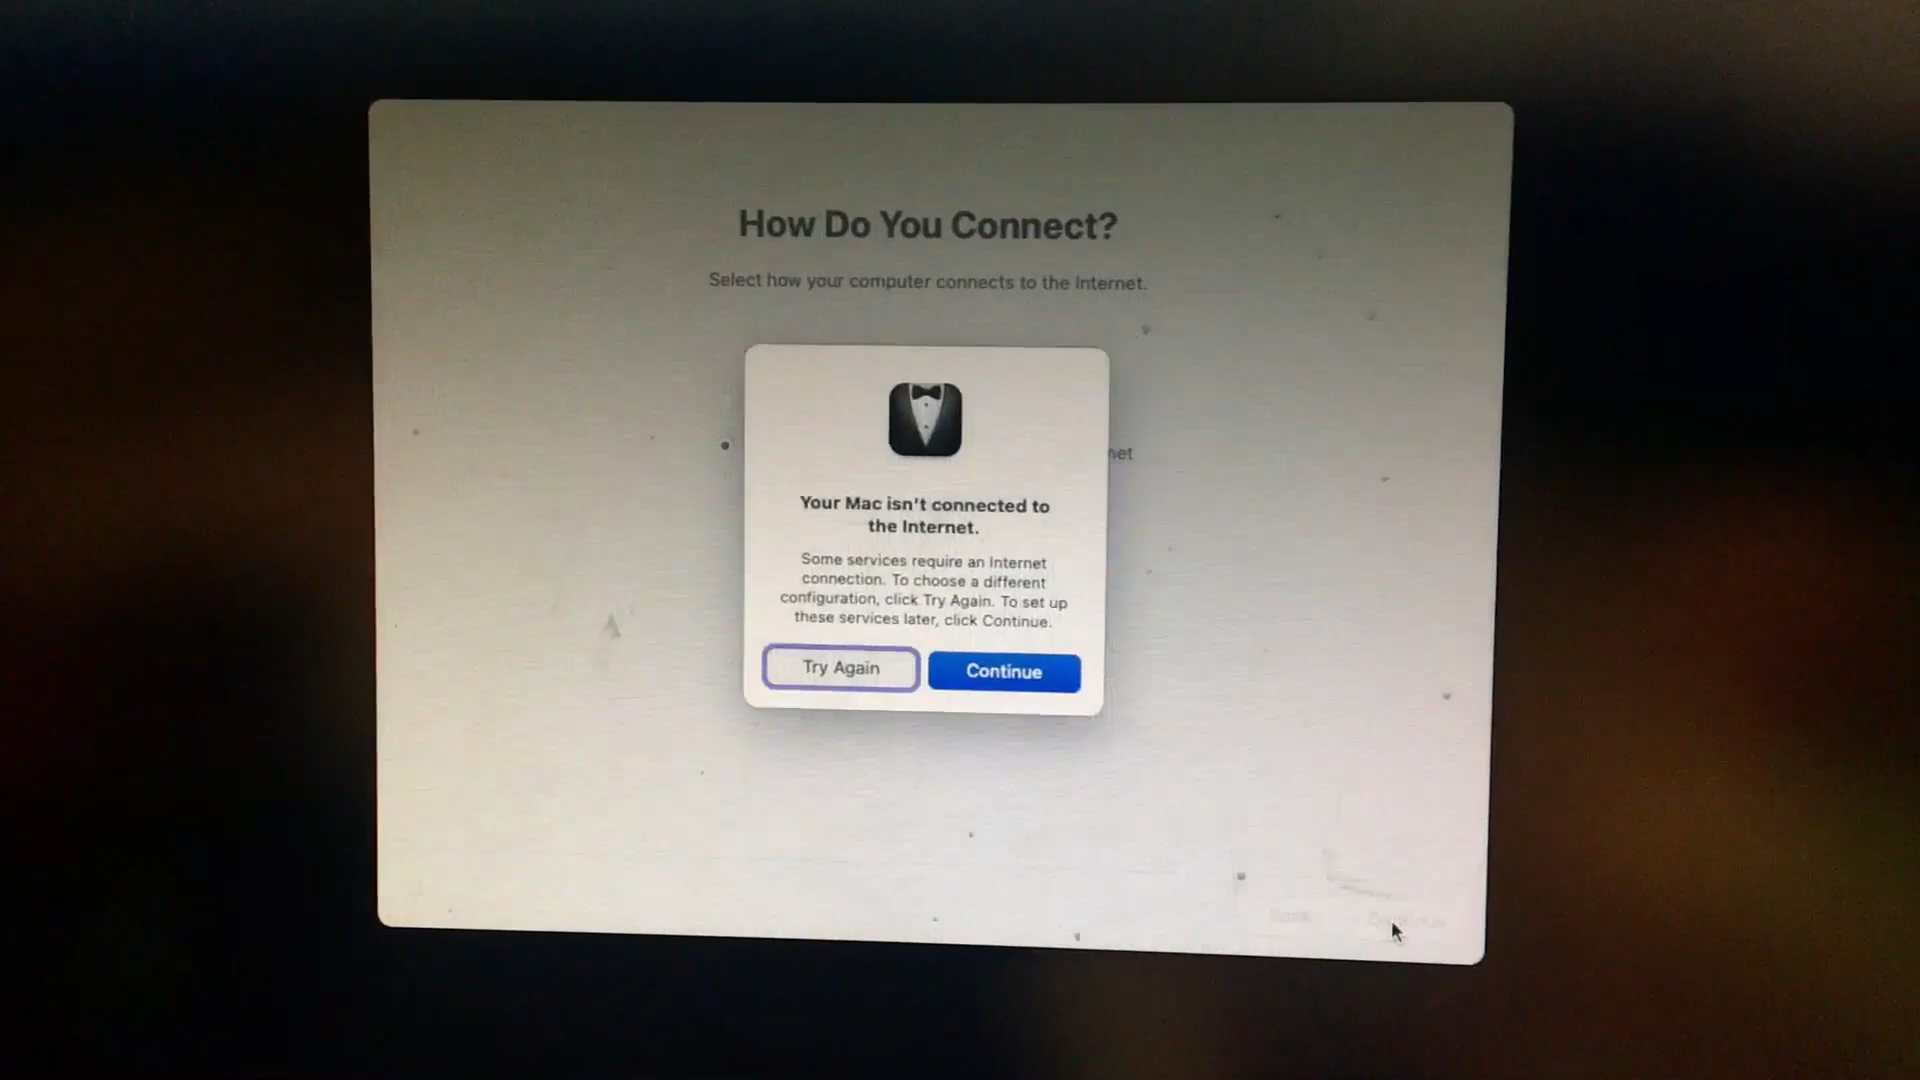 How Do You Connect?
Select how your computer connects to the Internet.
net
Your Mac isn't connected to
the Internet.
Some services require an Internet
connection. To choose a different
configuration, click Try Again. To set up
these services later, click Continue.
Try Again
Continue
Back
Continue